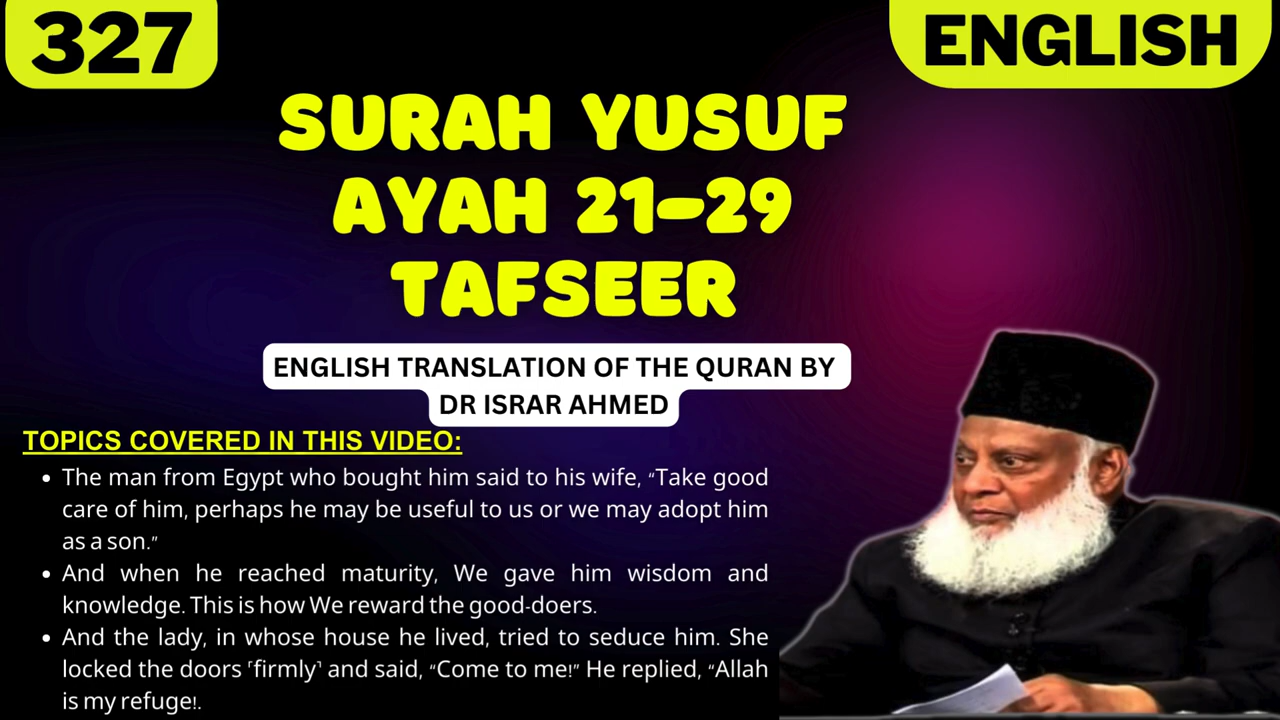 327
ENGLISH
SURAH YUSUF
AYAH 21-29
TAFSEER
ENGLISH TRANSLATION OF THE QURAN BY
DR ISRAR AHMED
TOPICS COVERED IN THIS VIDEO:
• The man from Egypt who bought him said to his wife, “Take good
care of him, perhaps he may be useful to us or we may adopt him
as a son.”
• And when he reached maturity, We gave him wisdom and
knowledge. This is how We reward the good-doers.
• And the lady, in whose house he lived, tried to seduce him. She
locked the doors ˹firmly˺ and said, “Come to me!” He replied, “Allah
is my refuge!.